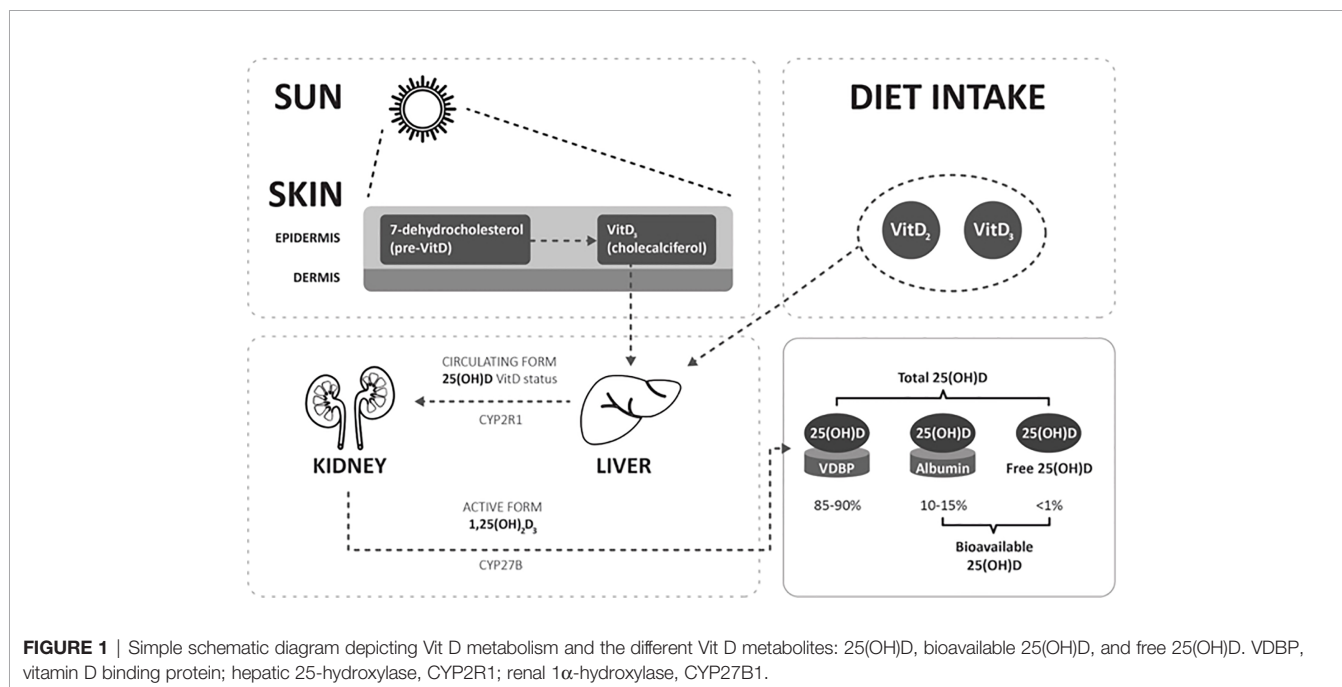 SUN
SKIN
EPIDERMIS
DERMIS
7-dehydrocholesterol
(pre-VitD)
VitD₃
(cholecalciferol)
DIET INTAKE
VitD₂
VitD₃
CIRCULATING FORM
25(OH)D VitD status
CYP2R1
KIDNEY
LIVER
ACTIVE FORM
1,25(OH)₂D₃
CYP27B
Total 25(OH)D
25(OH)D
VDBP
85-90%
25(OH)D
Albumin
10-15%
25(OH)D
Free 25(OH)D
<1%
Bioavailable
25(OH)D
FIGURE 1 | Simple schematic diagram depicting Vit D metabolism and the different Vit D metabolites: 25(OH)D, bioavailable 25(OH)D, and free 25(OH)D. VDBP,
vitamin D binding protein; hepatic 25-hydroxylase, CYP2R1; renal 1α-hydroxylase, CYP27B1.